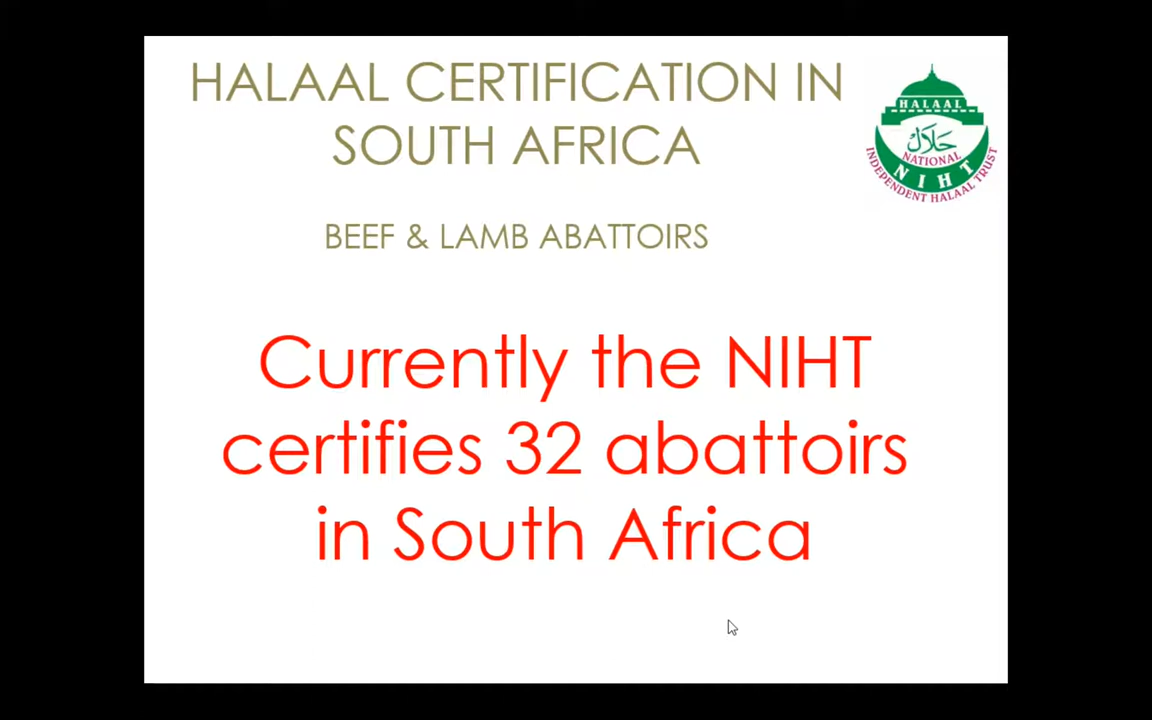 HALAAL CERTIFICATION IN
SOUTH AFRICA
HALAAL
حلال
NATIONAL
NIHT
INDEPENDENT HALAAL TRUST
BEEF & LAMB ABATTOIRS
Currently the NIHT
certifies 32 abattoirs
in South Africa